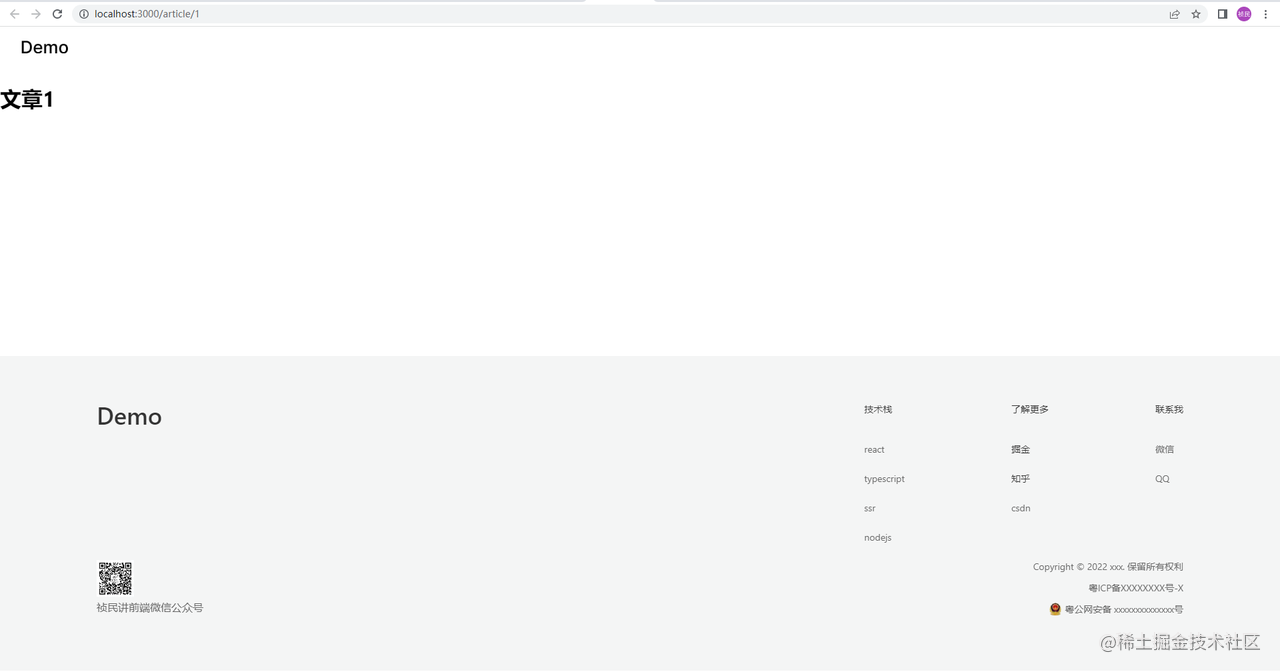 localhost:3000/article/1
祯民
Demo
文章1
Demo
技术栈
react
typescript
ssr
nodejs
了解更多
掘金
知乎
csdn
联系我
微信
QQ
祯民讲前端微信公众号
Copyright © 2022 xxx. 保留所有权利
粤ICP备XXXXXXXX号-X
粤公网安备 xxxxxxxxxxxxx号
@稀土掘金技术社区